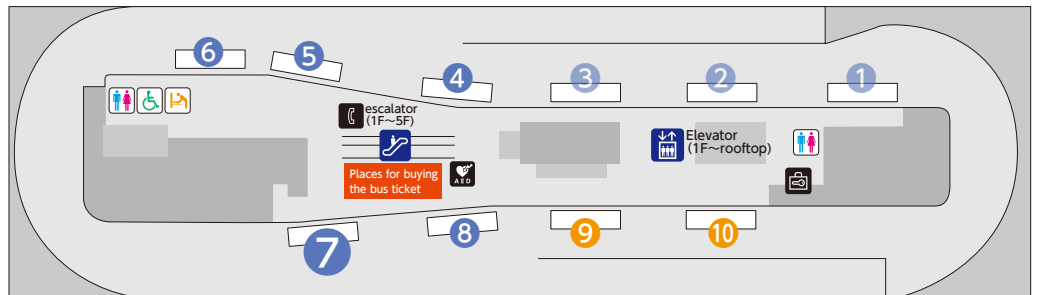 6
5
4
3
2
1
escalator
(1F～5F)
Elevator
(1F～rooftop)
Places for buying
the bus ticket
AED
7
8
9
10